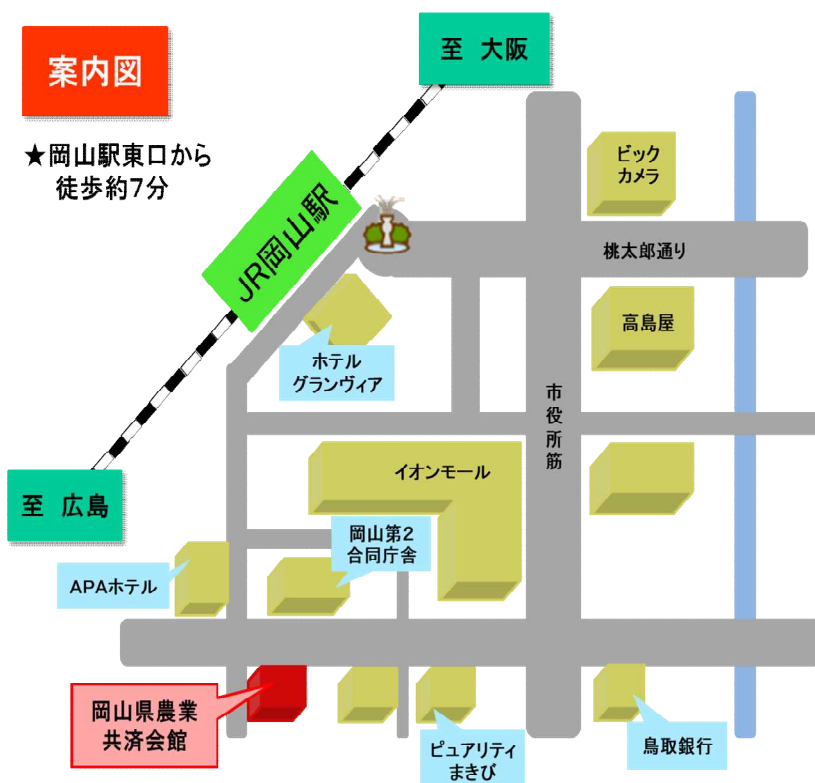 案内図
至 大阪
★岡山駅東口から
徒歩約7分
ビック
カメラ
JR岡山駅
桃太郎通り
高島屋
ホテル
グランヴィア
市役所筋
イオンモール
至 広島
岡山第2
合同庁舎
APAホテル
岡山県農業
共済会館
ピュアリティ
まきび
鳥取銀行